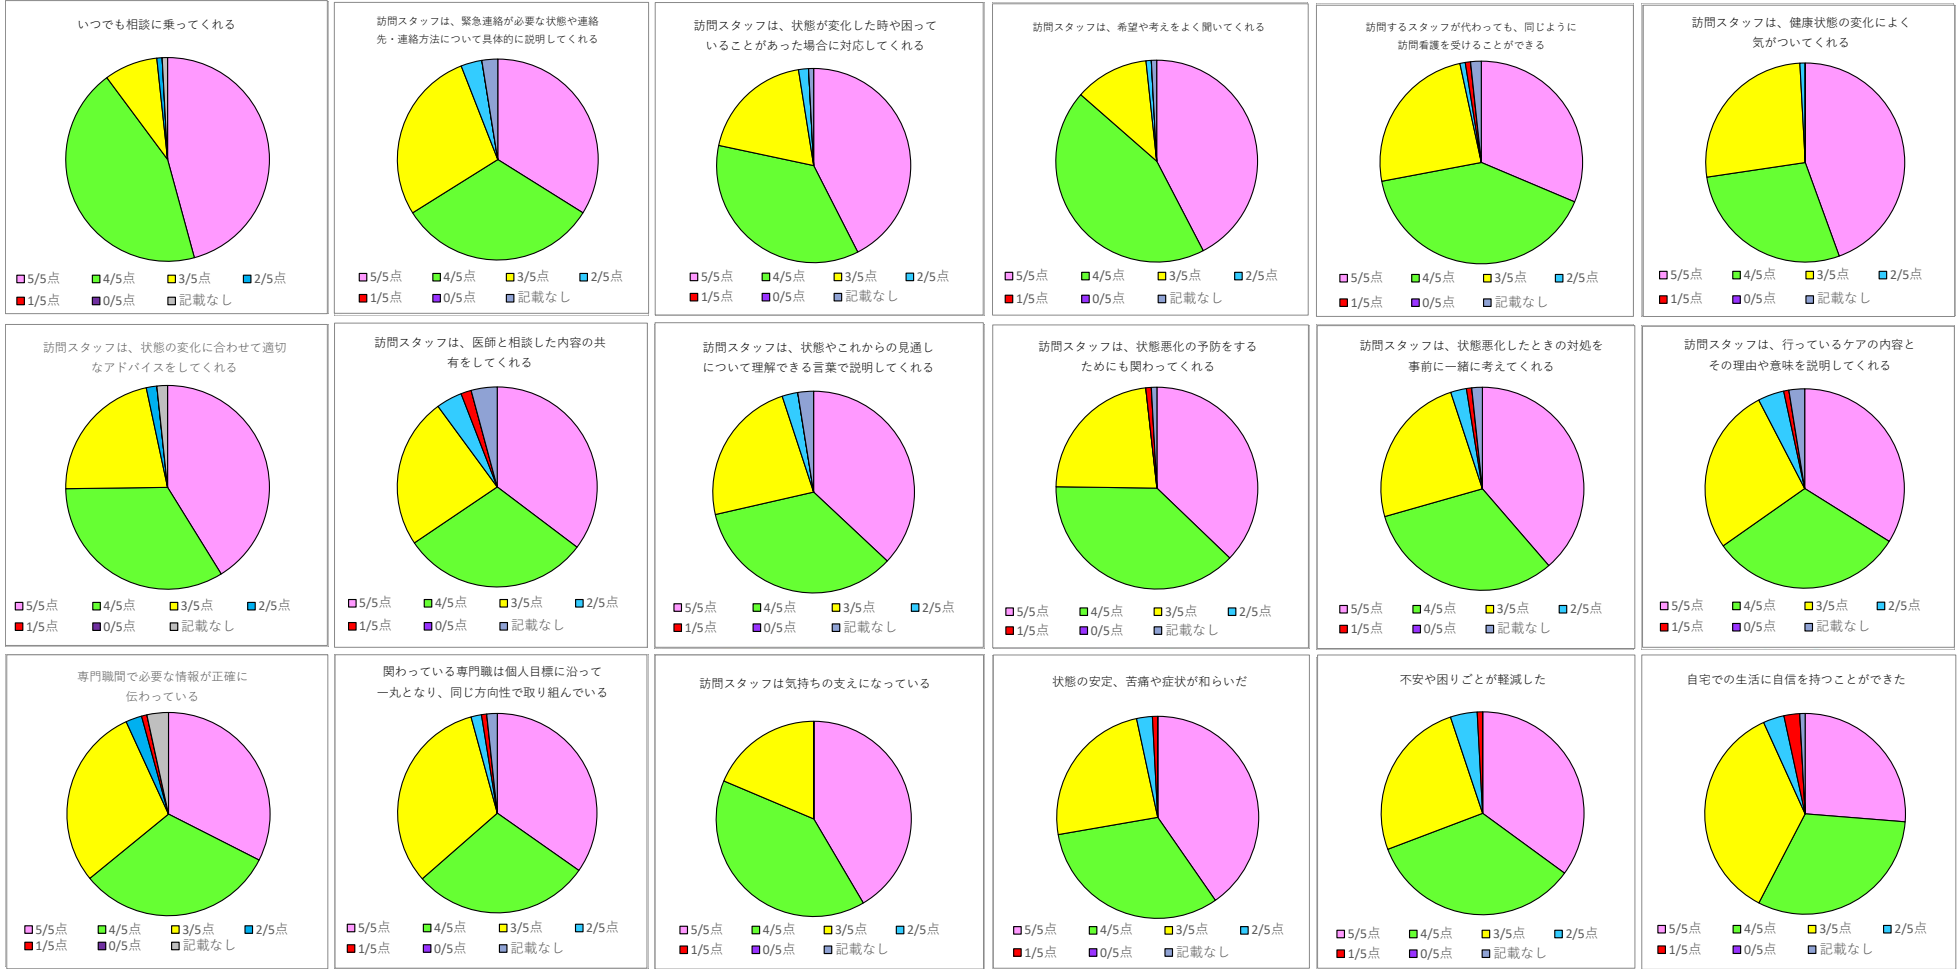 いつでも相談に乗ってくれる
5/5点 4/5点 3/5点 2/5点
1/5点 0/5点 記載なし
訪問スタッフは、緊急連絡が必要な状態や連絡
先・連絡方法について具体的に説明してくれる
5/5点 4/5点 3/5点 2/5点
1/5点 0/5点 記載なし
訪問スタッフは、状態が変化した時や困って
いることがあった場合に対応してくれる
5/5点 4/5点 3/5点 2/5点
1/5点 0/5点 記載なし
訪問スタッフは、希望や考えをよく聞いてくれる
5/5点 4/5点 3/5点 2/5点
1/5点 0/5点 記載なし
訪問するスタッフが代わっても、同じように
訪問看護を受けることができる
5/5点 4/5点 3/5点 2/5点
1/5点 0/5点 記載なし
訪問スタッフは、健康状態の変化によく
気がついてくれる
5/5点 4/5点 3/5点 2/5点
1/5点 0/5点 記載なし
訪問スタッフは、状態の変化に合わせて適切
なアドバイスをしてくれる
5/5点 4/5点 3/5点 2/5点
1/5点 0/5点 記載なし
訪問スタッフは、医師と相談した内容の共
有をしてくれる
5/5点 4/5点 3/5点 2/5点
1/5点 0/5点 記載なし
訪問スタッフは、状態やこれからの見通し
について理解できる言葉で説明してくれる
5/5点 4/5点 3/5点 2/5点
1/5点 0/5点 記載なし
訪問スタッフは、状態悪化の予防をする
ためにも関わってくれる
5/5点 4/5点 3/5点 2/5点
1/5点 0/5点 記載なし
訪問スタッフは、状態悪化したときの対処を
事前に一緒に考えてくれる
5/5点 4/5点 3/5点 2/5点
1/5点 0/5点 記載なし
訪問スタッフは、行っているケアの内容と
その理由や意味を説明してくれる
5/5点 4/5点 3/5点 2/5点
1/5点 0/5点 記載なし
専門職間で必要な情報が正確に
伝わっている
5/5点 4/5点 3/5点 2/5点
1/5点 0/5点 記載なし
関わっている専門職は個人目標に沿って
一丸となり、同じ方向性で取り組んでいる
5/5点 4/5点 3/5点 2/5点
1/5点 0/5点 記載なし
訪問スタッフは気持ちの支えになっている
5/5点 4/5点 3/5点 2/5点
1/5点 0/5点 記載なし
状態の安定、苦痛や症状が和らいだ
5/5点 4/5点 3/5点 2/5点
1/5点 0/5点 記載なし
不安や困りごとが軽減した
5/5点 4/5点 3/5点 2/5点
1/5点 0/5点 記載なし
自宅での生活に自信を持つことができた
5/5点 4/5点 3/5点 2/5点
1/5点 0/5点 記載なし